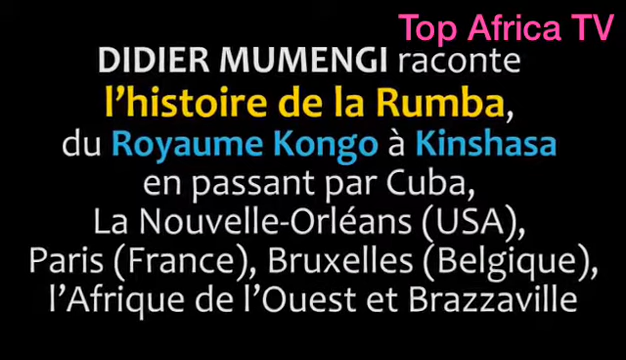 Top Africa TV
DIDIER MUMENGI raconte
l'histoire de la Rumba,
du Royaume Kongo à Kinshasa
en passant par Cuba,
La Nouvelle-Orléans (USA),
Paris (France), Bruxelles (Belgique),
l'Afrique de l'Ouest et Brazzaville